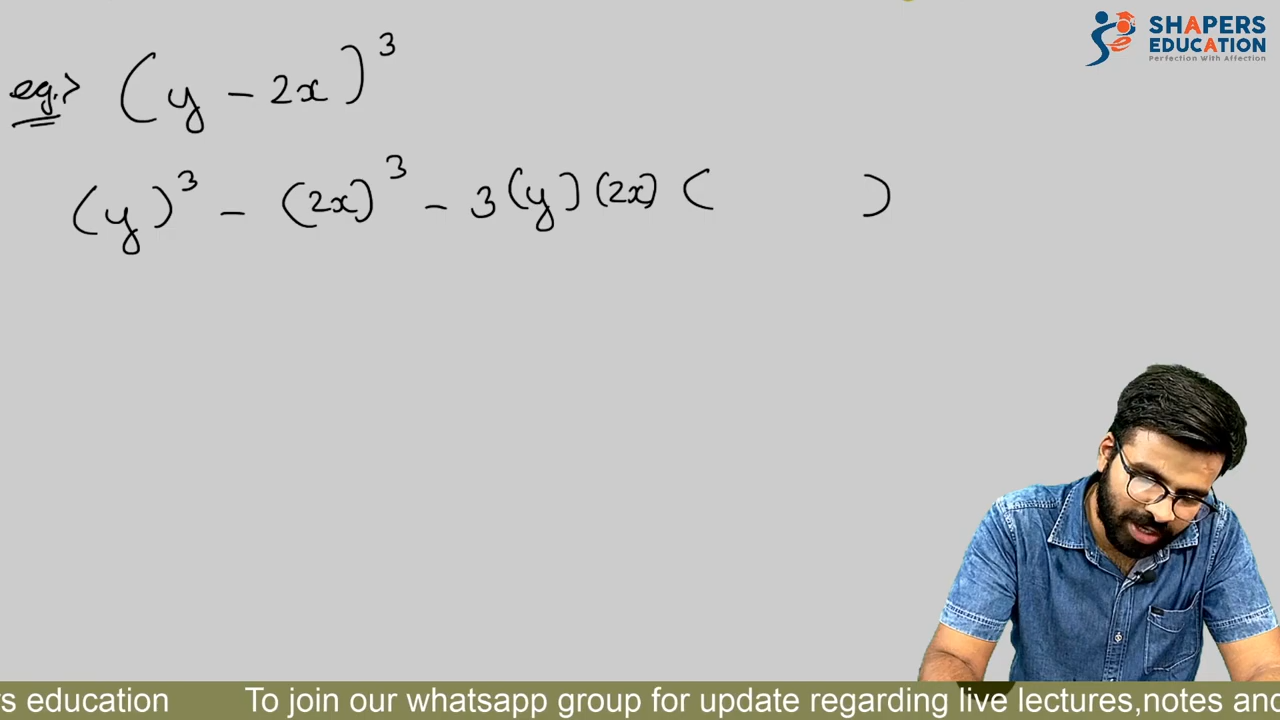 SHAPERS
EDUCATION
Perfection With Affection
eg:> (y - 2x)³
(y)³ - (2x)³ - 3(y)(2x)( )
rs education To join our whatsapp group for update regarding live lectures,notes and